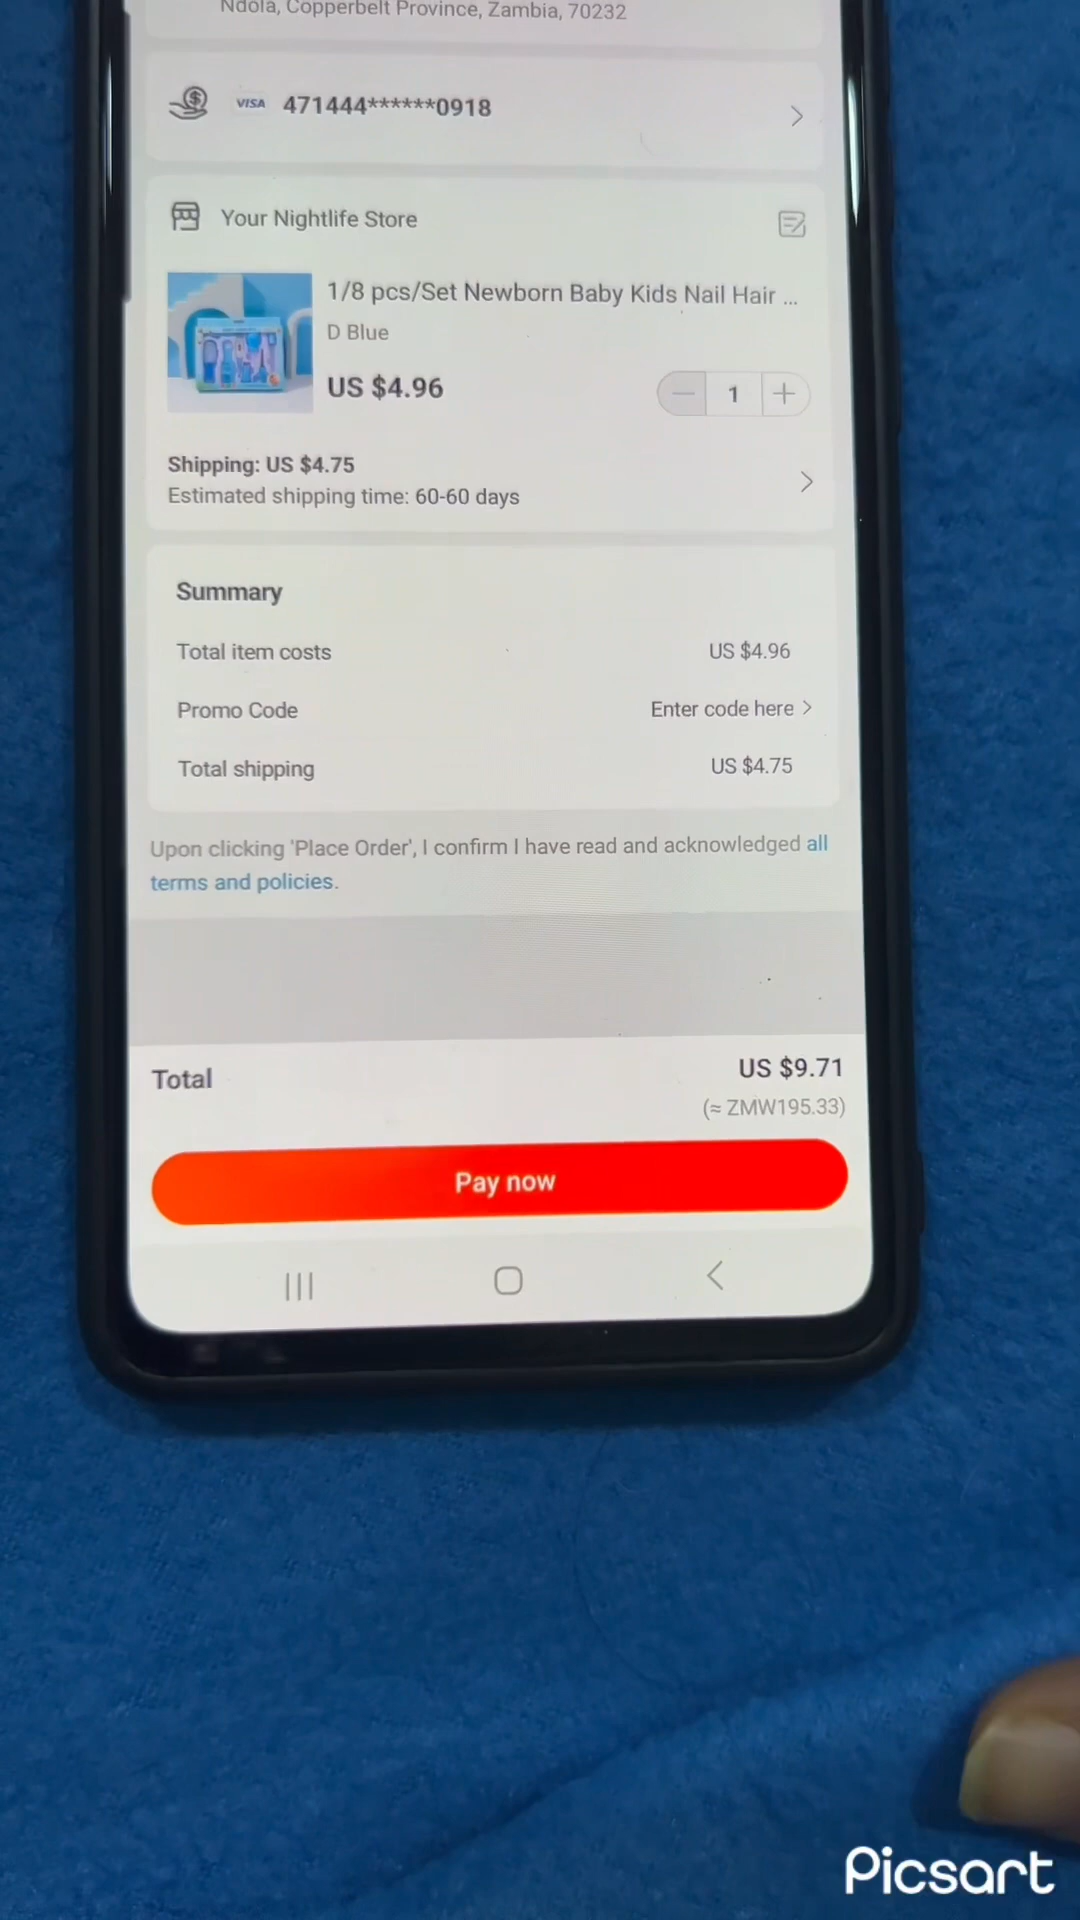 Ndola, Copperbelt Province, Zambia, 70232
VISA 471444******0918
Your Nightlife Store
1/8 pcs/Set Newborn Baby Kids Nail Hair ...
D Blue
US $4.96
1
Shipping: US $4.75
Estimated shipping time: 60-60 days
Summary
Total item costs US $4.96
Promo Code Enter code here
Total shipping US $4.75
Upon clicking 'Place Order', I confirm I have read and acknowledged all
terms and policies.
Total US $9.71
(≈ ZMW195.33)
Pay now
Picsart